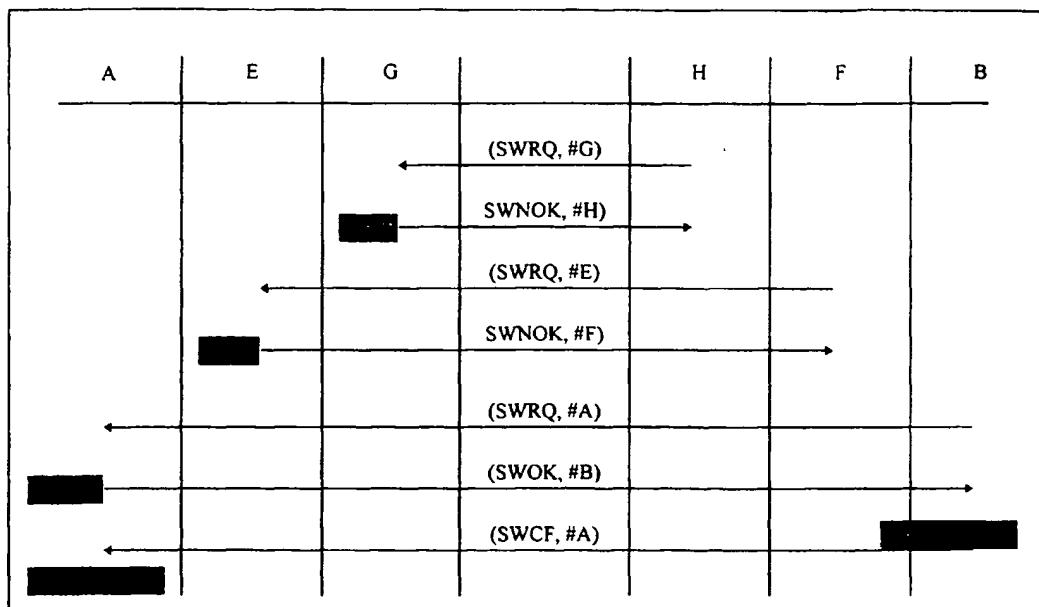 A E G H F B
(SWRQ, #G)
SWNOK, #H)
(SWRQ, #E)
SWNOK, #F)
(SWRQ, #A)
(SWOK, #B)
(SWCF, #A)